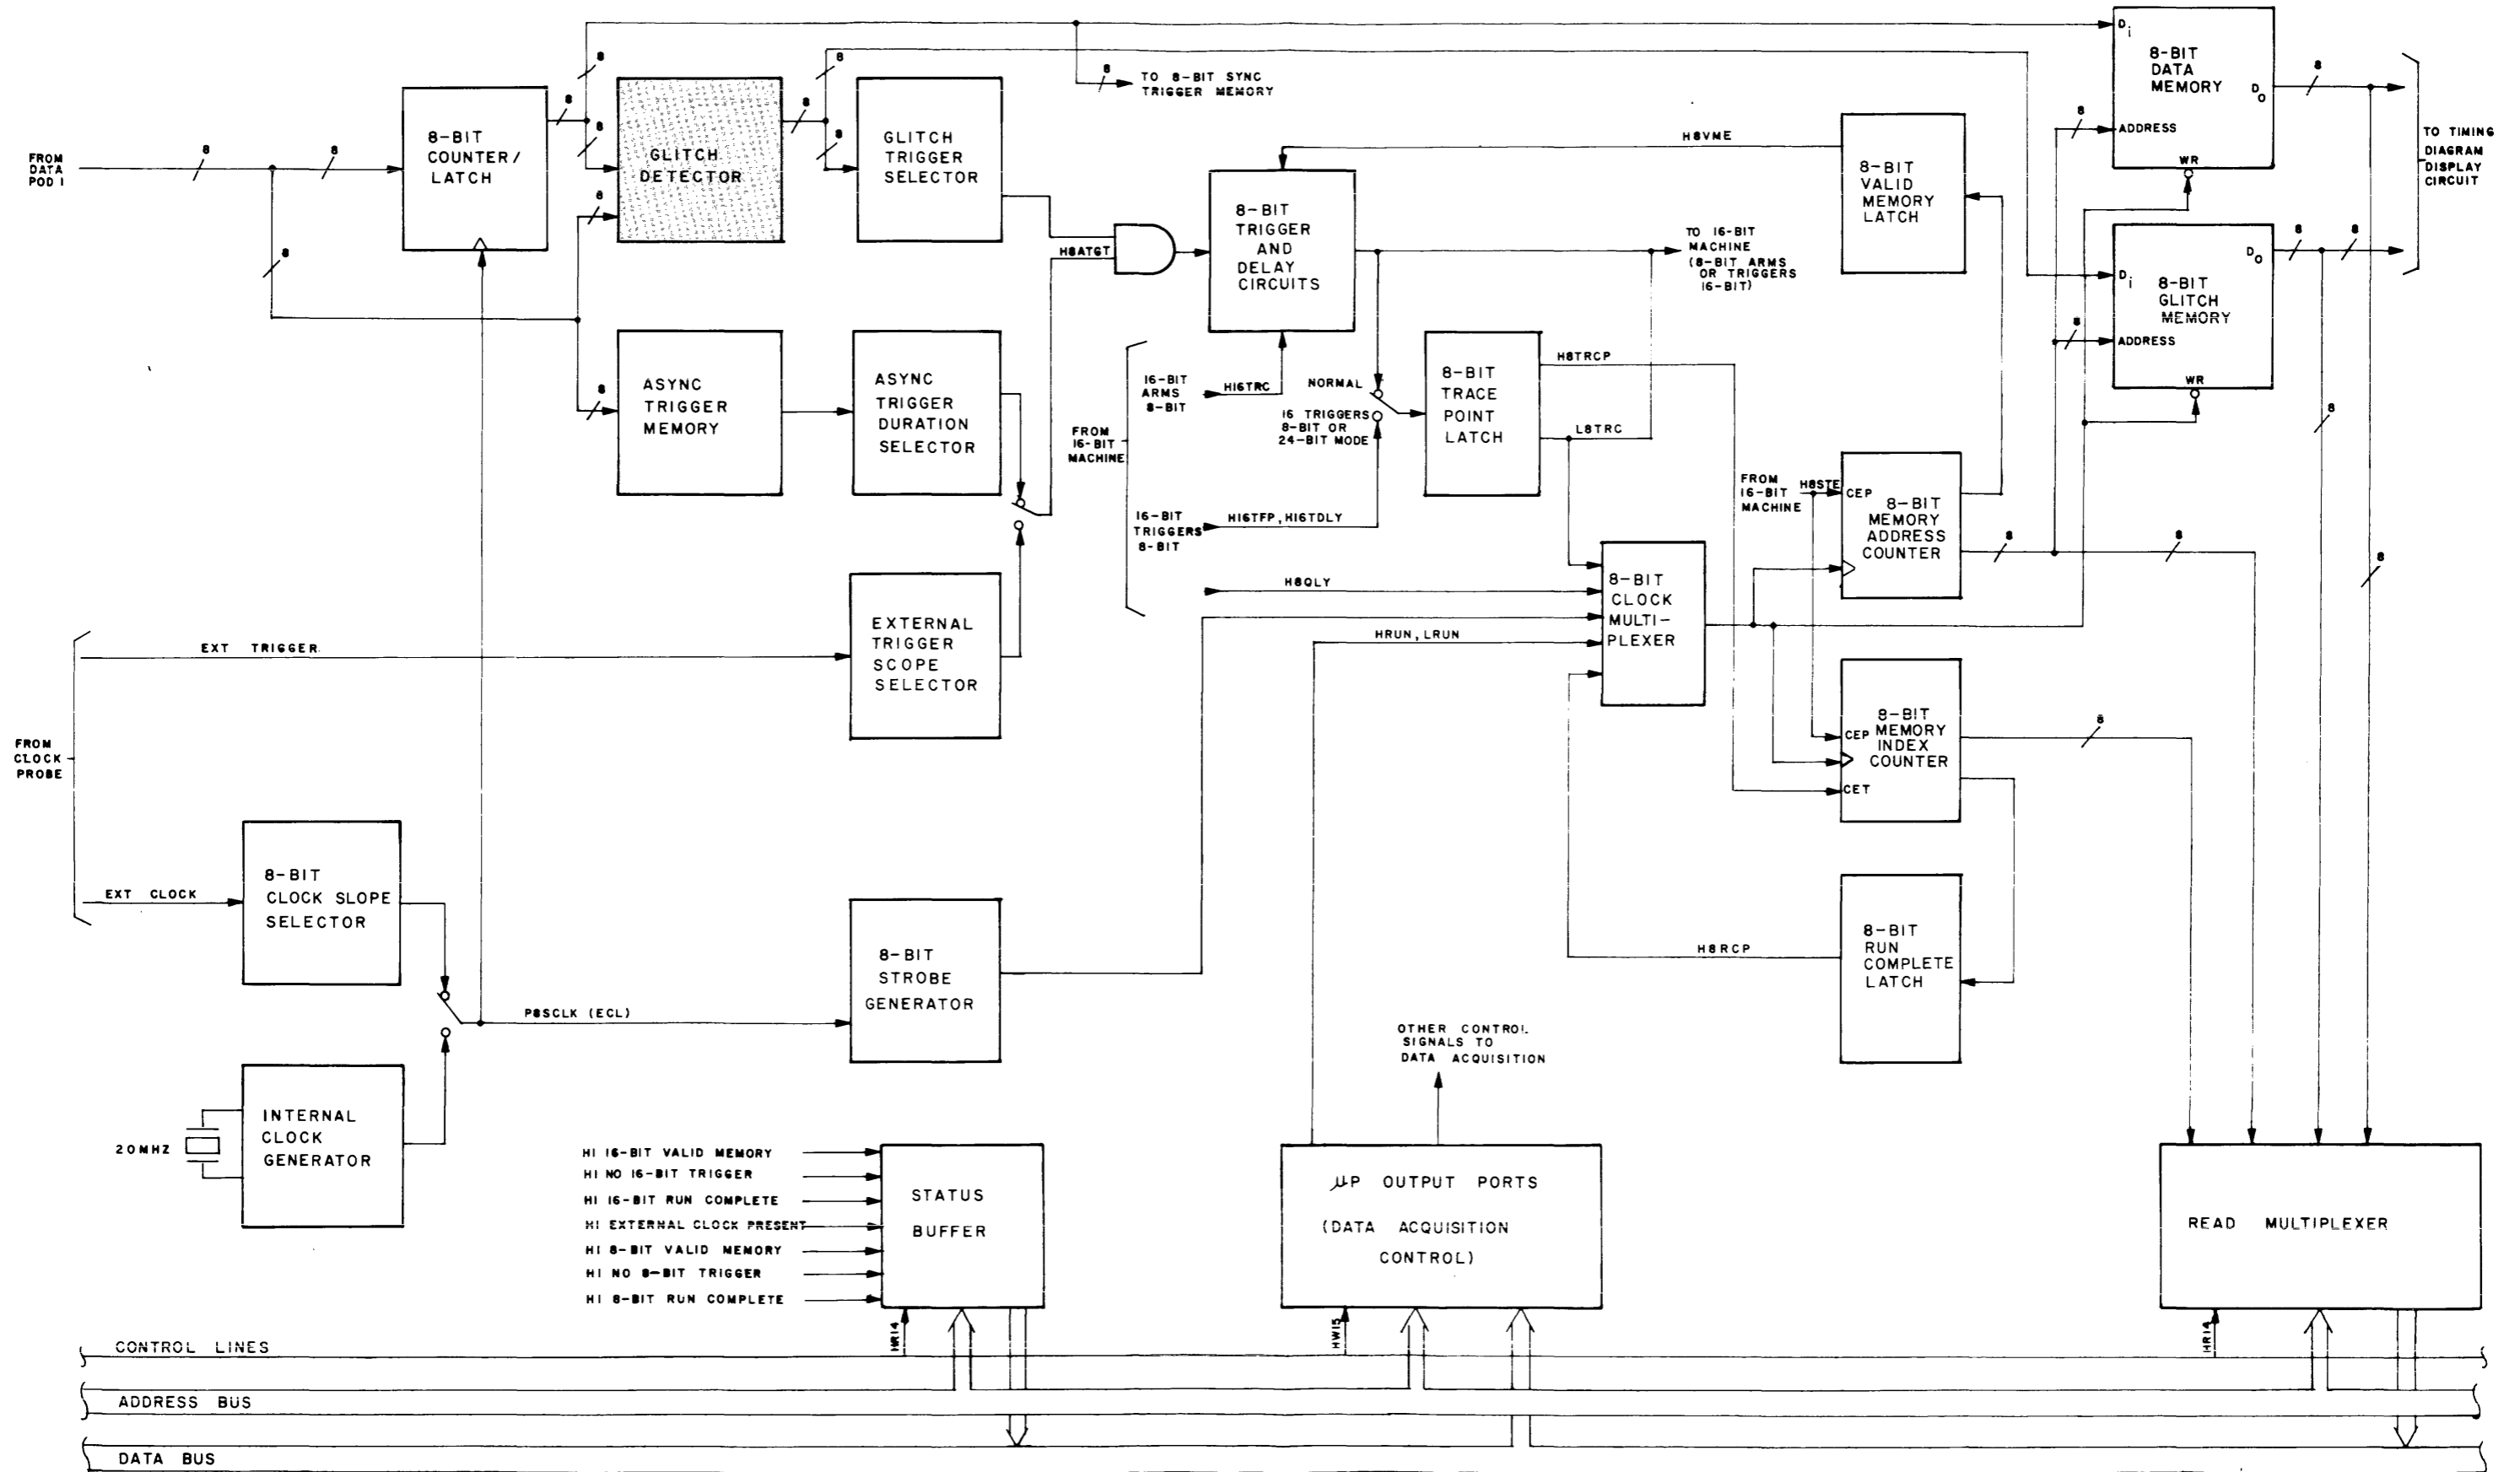 FROM
DATA
POD 1
8
8
8
8-BIT
COUNTER/
LATCH
8
8
8
8
GLITCH
DETECTOR
8
8
8
GLITCH
TRIGGER
SELECTOR
8
TO 8-BIT SYNC
TRIGGER MEMORY
H8ATGT
8-BIT
TRIGGER
AND
DELAY
CIRCUITS
H8VME
8-BIT
VALID
MEMORY
LATCH
TO 16-BIT
MACHINE
(8-BIT ARMS
OR TRIGGERS
16-BIT)
Di
8-BIT
DATA
MEMORY
Do
ADDRESS
WR
8
8
TO TIMING
DIAGRAM
DISPLAY
CIRCUIT
Di
Do
8-BIT
GLITCH
MEMORY
ADDRESS
WR
8
8
8
8
8
8
ASYNC
TRIGGER
MEMORY
ASYNC
TRIGGER
DURATION
SELECTOR
FROM
16-BIT
MACHINE
16-BIT
ARMS
8-BIT
H16TRC
NORMAL
16 TRIGGERS
8-BIT OR
24-BIT MODE
16-BIT
TRIGGERS
8-BIT
H16TFP, H16TDLY
8-BIT
TRACE
POINT
LATCH
H8TRCP
L8TRC
FROM
16-BIT
MACHINE
H8STE
CEP
8-BIT
MEMORY
ADDRESS
COUNTER
8
8
H8QLY
HRUN, LRUN
8-BIT
CLOCK
MULTI-
PLEXER
EXT TRIGGER
EXTERNAL
TRIGGER
SCOPE
SELECTOR
FROM
CLOCK
PROBE
8-BIT
CEP MEMORY
INDEX
COUNTER
CET
8
EXT CLOCK
8-BIT
CLOCK SLOPE
SELECTOR
P8SCLK (ECL)
8-BIT
STROBE
GENERATOR
H8RCP
8-BIT
RUN
COMPLETE
LATCH
20MHZ
INTERNAL
CLOCK
GENERATOR
OTHER CONTROL
SIGNALS TO
DATA ACQUISITION
HI 16-BIT VALID MEMORY
HI NO 16-BIT TRIGGER
HI 16-BIT RUN COMPLETE
HI EXTERNAL CLOCK PRESENT
HI 8-BIT VALID MEMORY
HI NO 8-BIT TRIGGER
HI 8-BIT RUN COMPLETE
STATUS
BUFFER
μP OUTPUT PORTS
(DATA ACQUISITION
CONTROL)
READ MULTIPLEXER
HR14
HW15
HR14
CONTROL LINES
ADDRESS BUS
DATA BUS